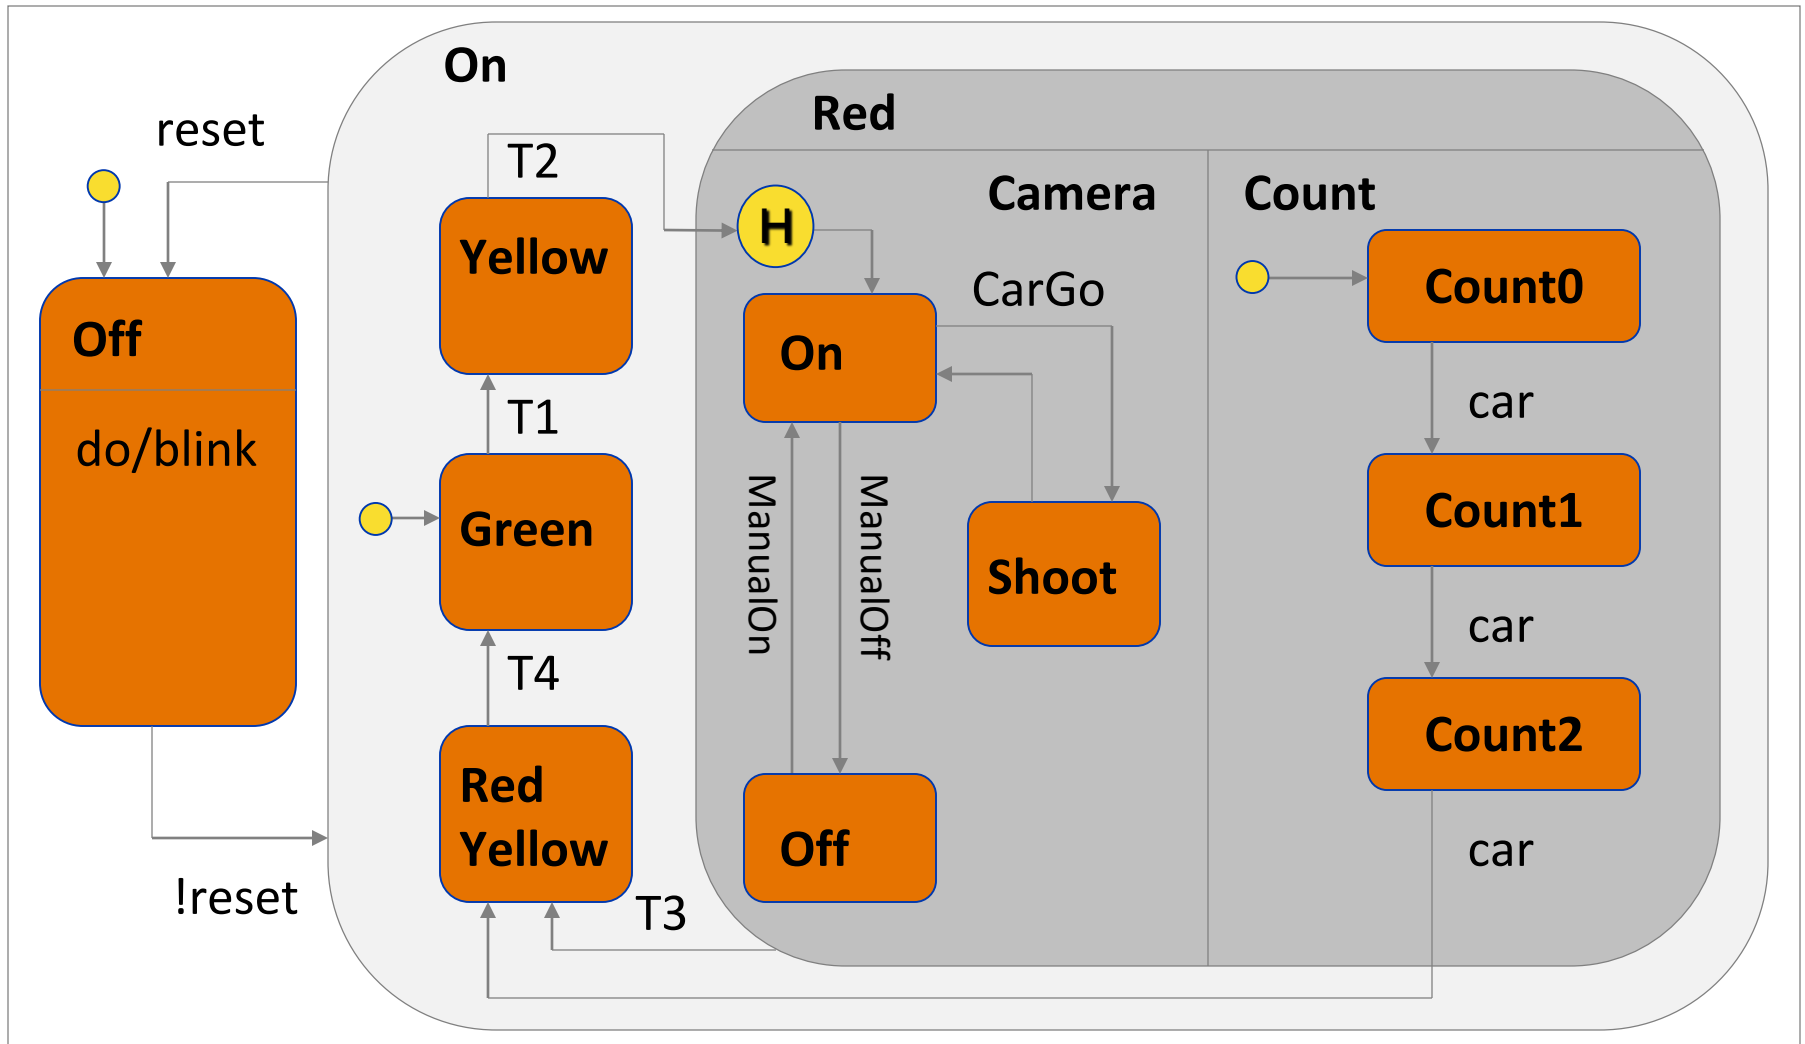 On
Red
reset
T2
Camera
Count
H
Yellow
CarGo
Count0
Off
On
T1
car
do/blink
ManualOn
ManualOff
Count1
Green
Shoot
T4
car
Count2
Red
Yellow
Off
car
!reset
T3